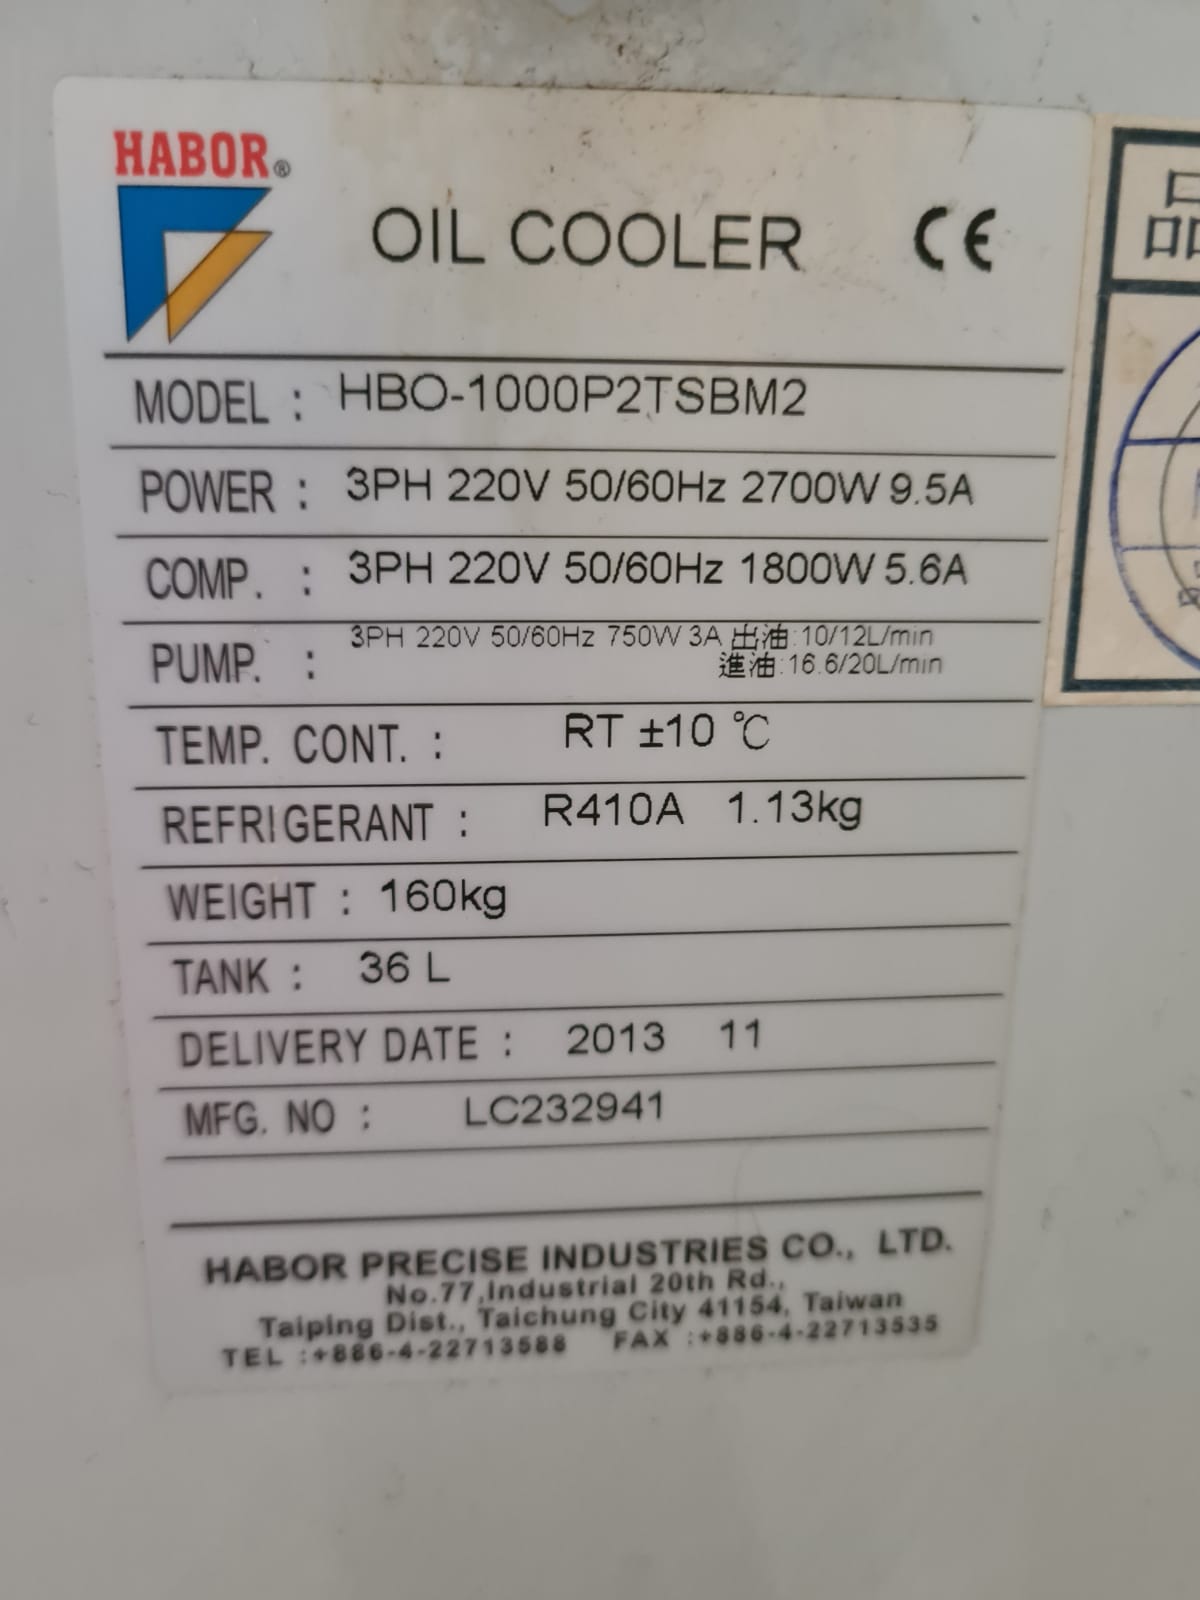 HABOR®
OIL COOLER CE
MODEL : HBO-1000P2TSBM2
POWER : 3PH 220V 50/60Hz 2700W 9.5A
COMP. : 3PH 220V 50/60Hz 1800W 5.6A
PUMP. : 3PH 220V 50/60Hz 750W 3A 出油:10/12L/min
進油:16.6/20L/min
TEMP. CONT. : RT ±10 ℃
REFRIGERANT : R410A 1.13kg
WEIGHT : 160kg
TANK : 36 L
DELIVERY DATE : 2013 11
MFG. NO : LC232941
HABOR PRECISE INDUSTRIES CO., LTD.
No.77,Industrial 20th Rd.,
Taiping Dist., Taichung City 41154, Taiwan
TEL :+886-4-22713588 FAX :+886-4-22713535
品